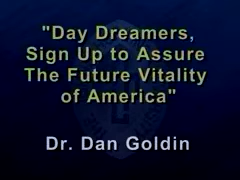 "Day Dreamers,
Sign Up to Assure
The Future Vitality
of America"
Dr. Dan Goldin